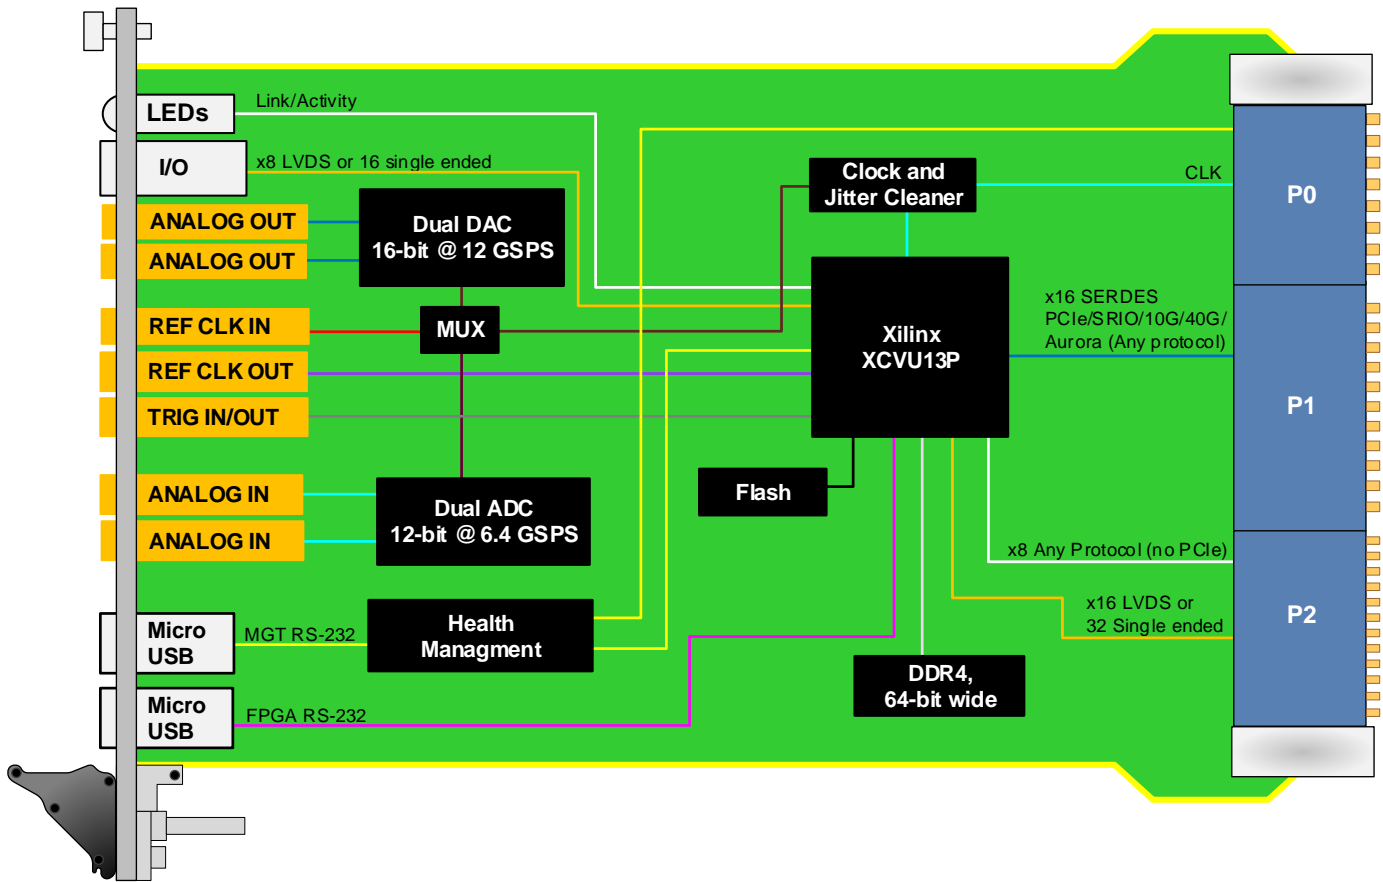 LEDs
Link/Activity
I/O
x8 LVDS or 16 single ended
ANALOG OUT
ANALOG OUT
Dual DAC
16-bit @ 12 GSPS
REF CLK IN
MUX
REF CLK OUT
TRIG IN/OUT
ANALOG IN
ANALOG IN
Dual ADC
12-bit @ 6.4 GSPS
Micro
USB
MGT RS-232
Health
Managment
Micro
USB
FPGA RS-232
Clock and
Jitter Cleaner
CLK
Xilinx
XCVU13P
x16 SERDES
PCIe/SRIO/10G/40G/
Aurora (Any protocol)
Flash
x8 Any Protocol (no PCIe)
x16 LVDS or
32 Single ended
DDR4,
64-bit wide
P0
P1
P2